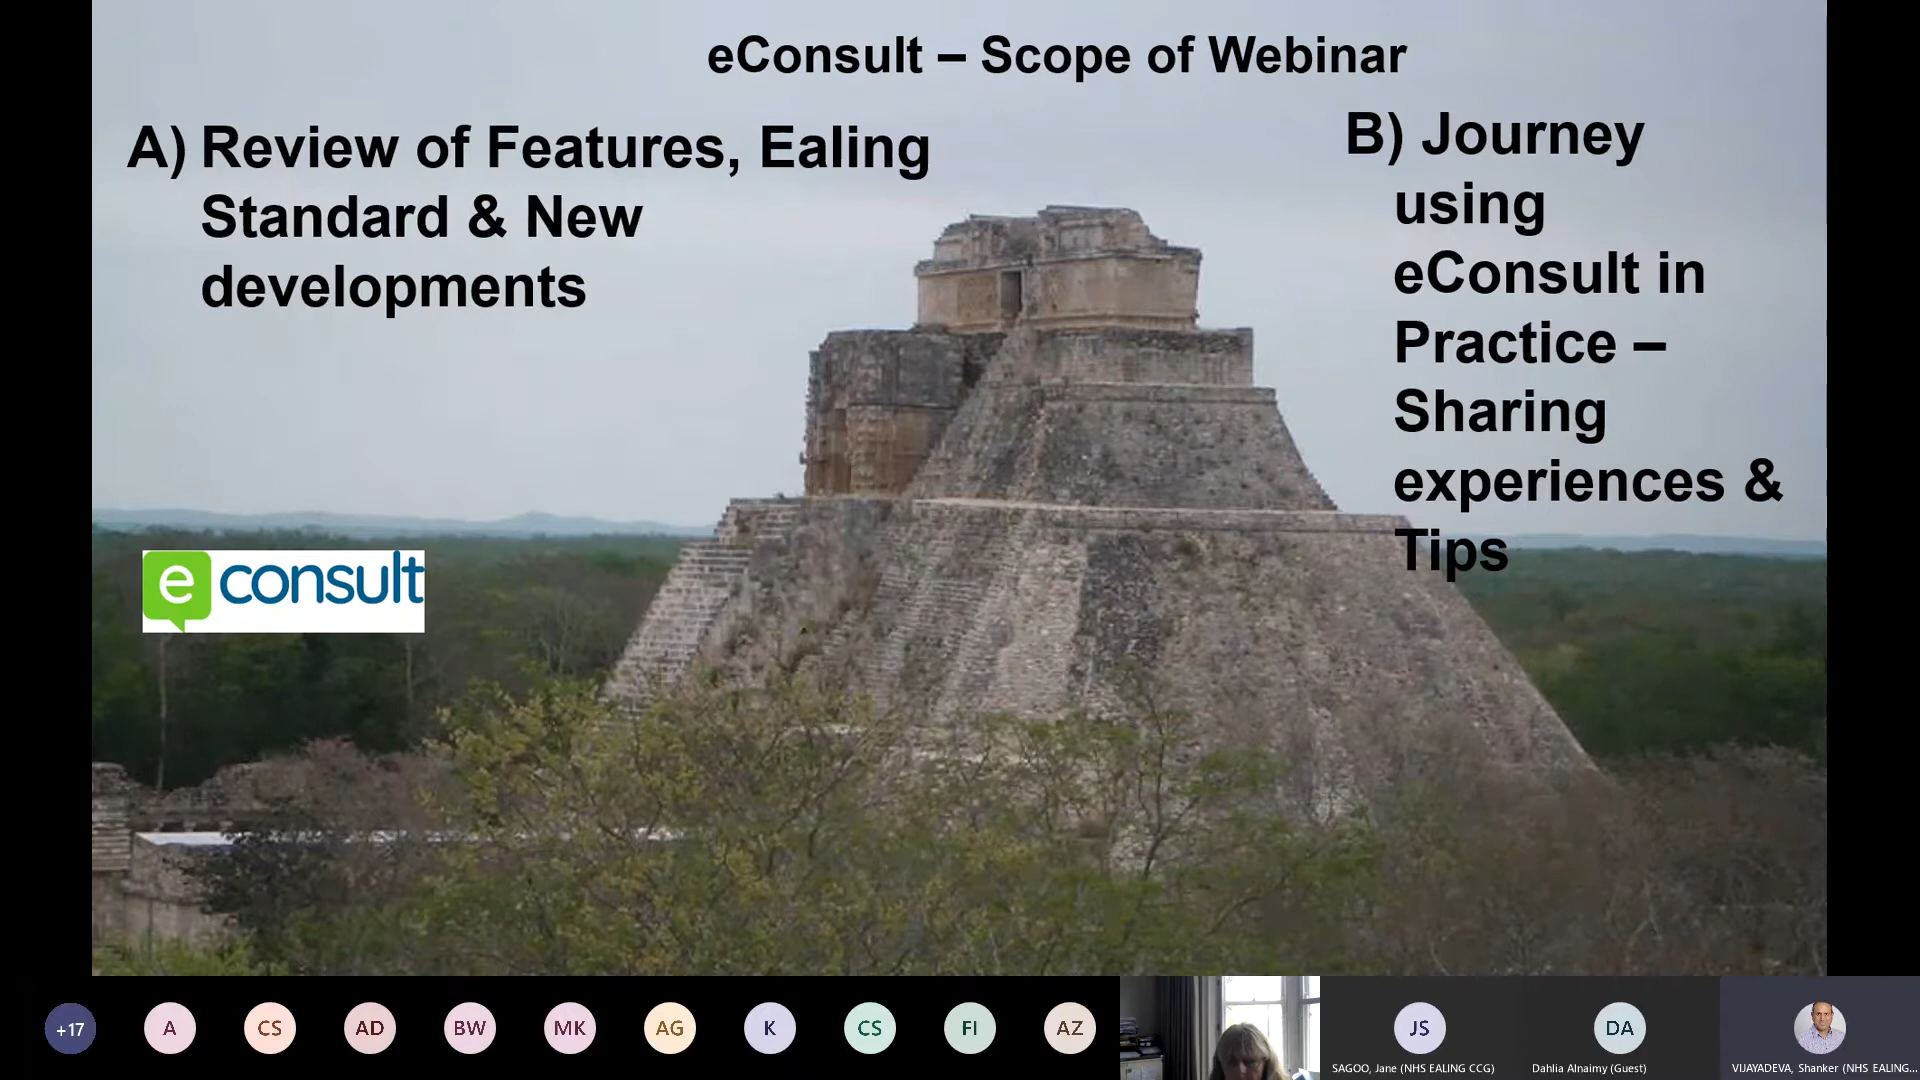 eConsult – Scope of Webinar
A) Review of Features, Ealing
Standard & New
developments
B) Journey
using
eConsult in
Practice –
Sharing
experiences &
Tips
e consult
+17
A
CS
AD
BW
MK
AG
K
CS
FI
AZ
JS
DA
SAGOO, Jane (NHS EALING CCG)
Dahlia Alnaimy (Guest)
VIJAYADEVA, Shanker (NHS EALING...